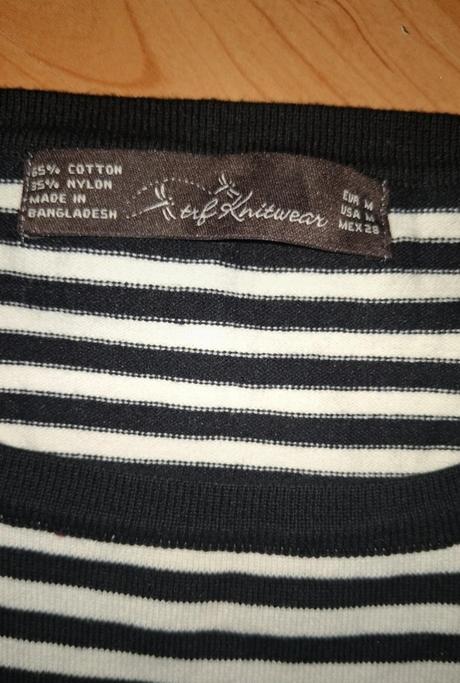 65% COTTON
35% NYLON
MADE IN
BANGLADESH
trf Knitwear
EUR M
USA M
MEX 28